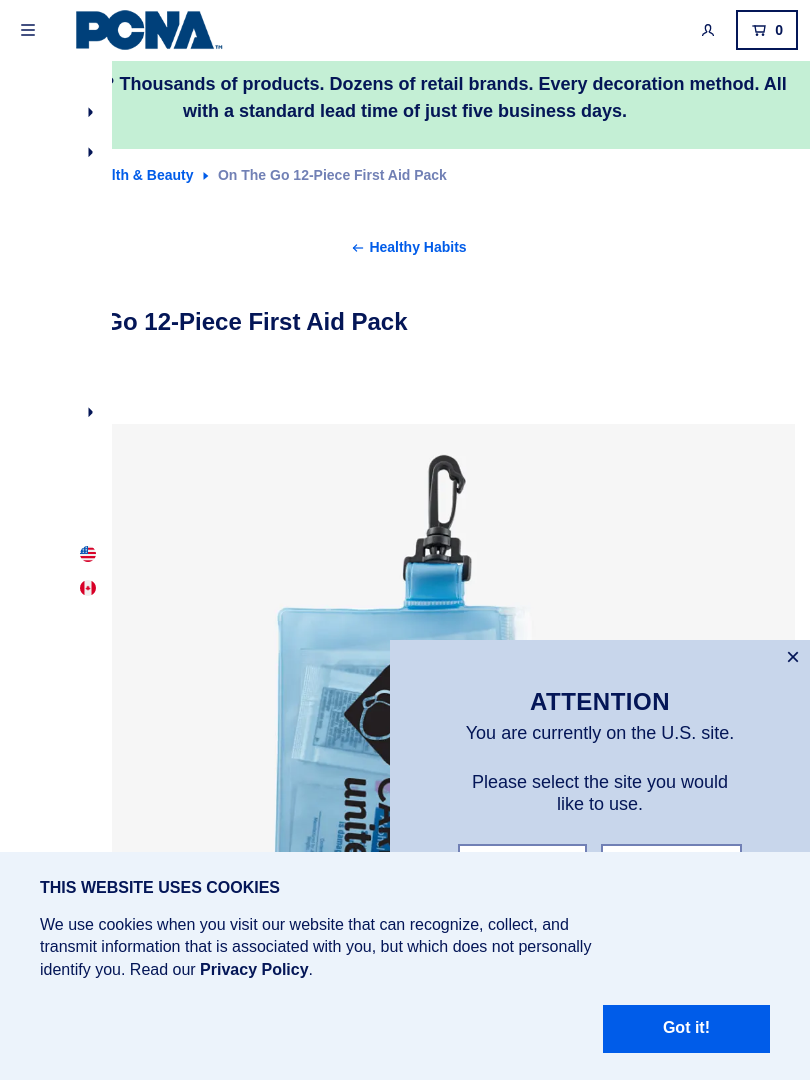 PCNA
0
Thousands of products. Dozens of retail brands. Every decoration method. All
with a standard lead time of just five business days.
& Beauty
On The Go 12-Piece First Aid Pack
Healthy Habits
Go 12-Piece First Aid Pack
unite
ATTENTION
You are currently on the U.S. site.
Please select the site you would
like to use.
THIS WEBSITE USES COOKIES
We use cookies when you visit our website that can recognize, collect, and
transmit information that is associated with you, but which does not personally
identify you. Read our Privacy Policy.
Got it!